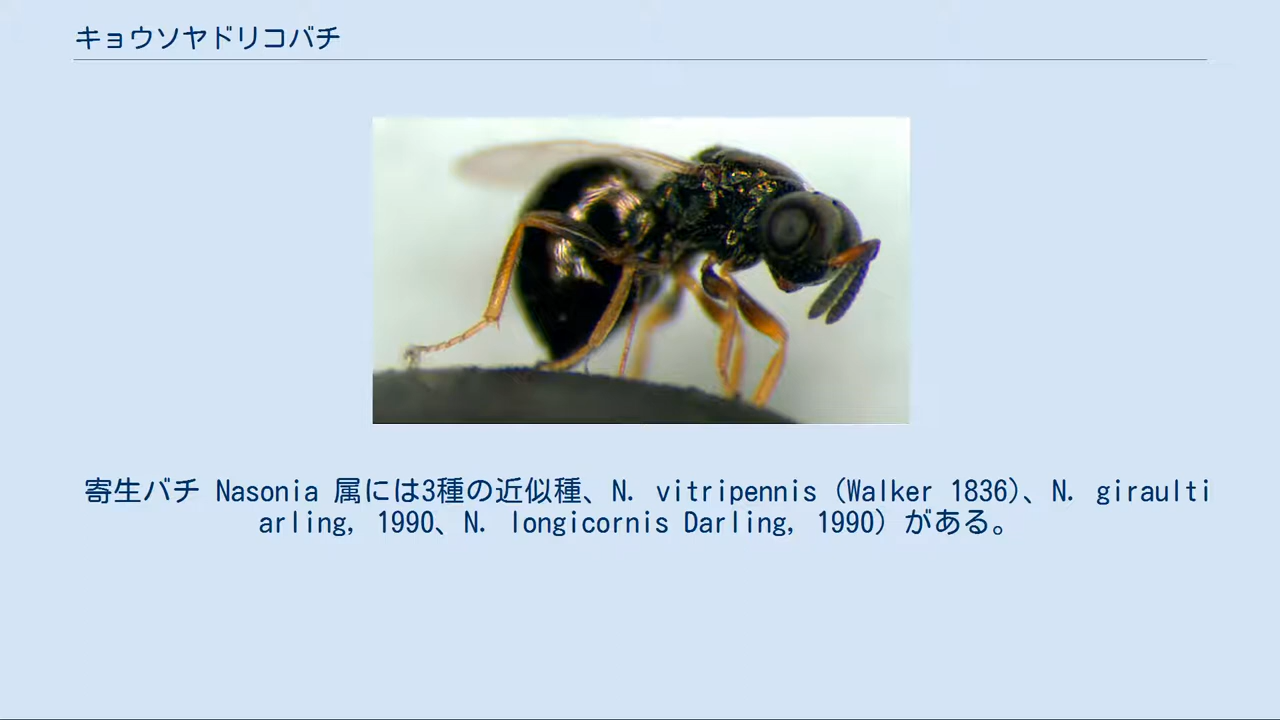 キョウソヤドリコバチ
寄生バチ Nasonia 属には3種の近似種、N. vitripennis (Walker 1836)、N. giraulti
arling, 1990、N. longicornis Darling, 1990) がある。